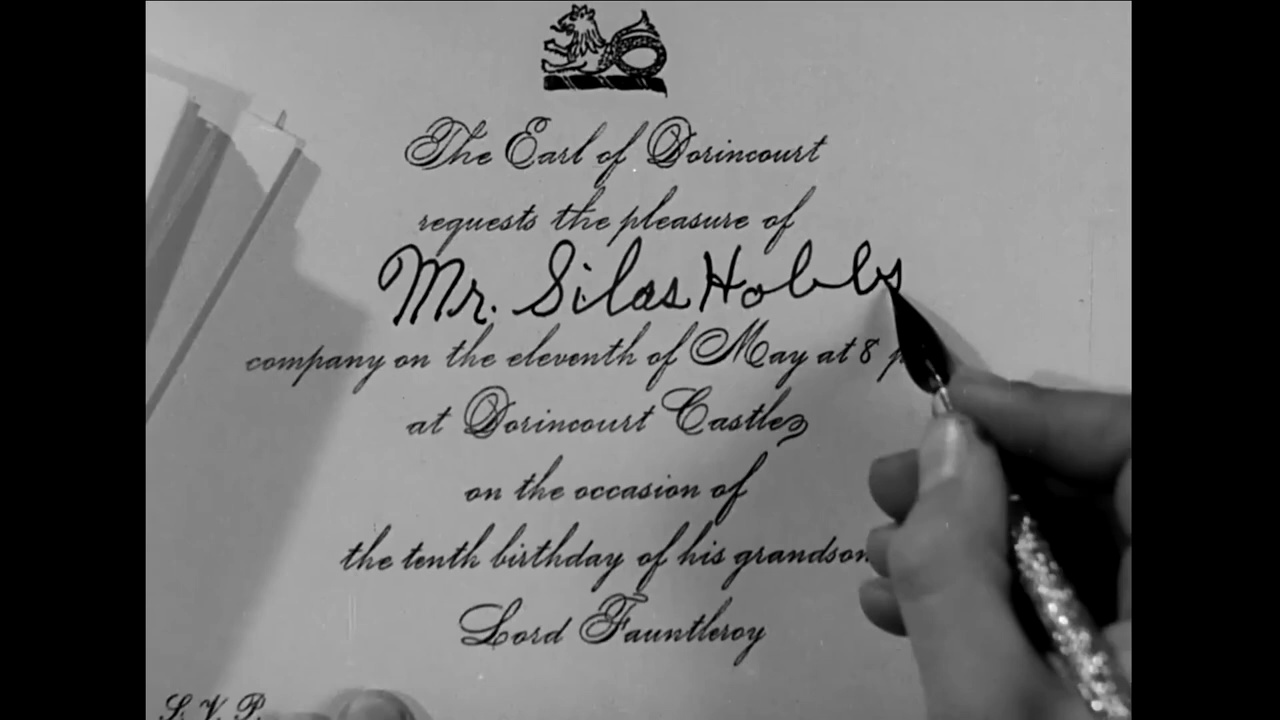 The Earl of Dorincourt
requests the pleasure of
Mr. Silas Hobbs
company on the eleventh of May at 8 p
at Dorincourt Castle
on the occasion of
the tenth birthday of his grandson
Lord Fauntleroy
S. V. P.